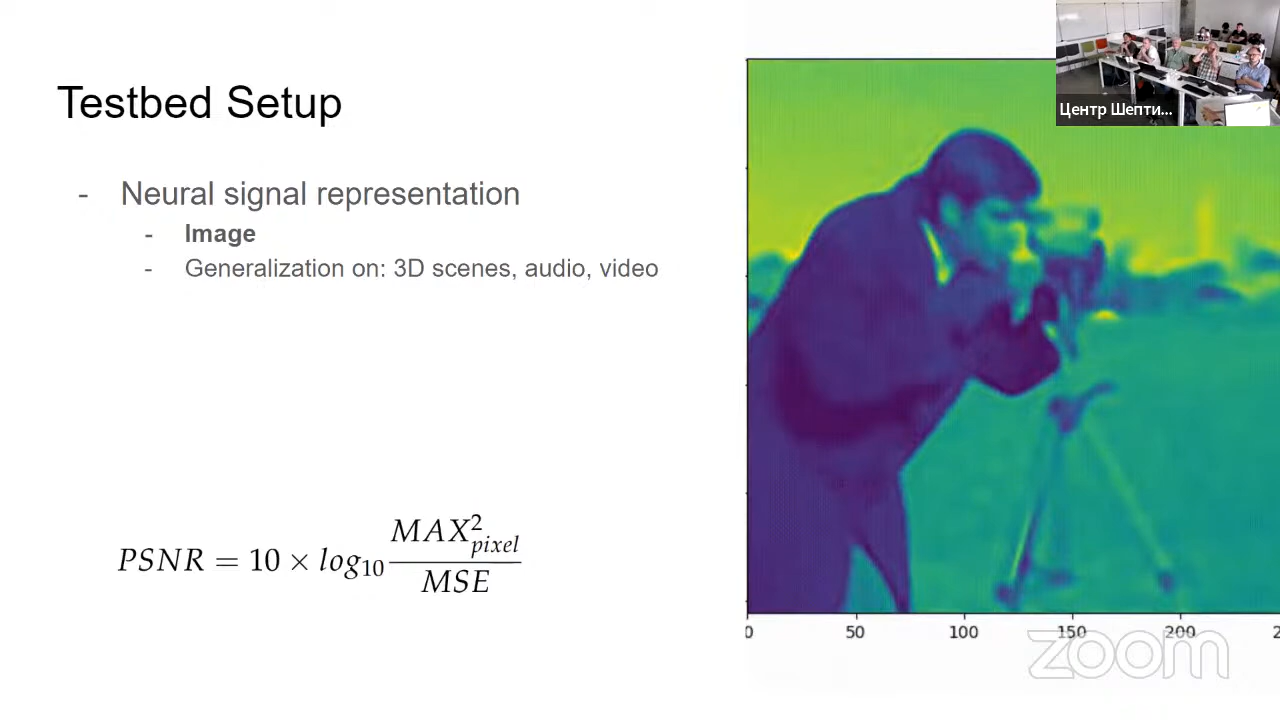 Testbed Setup
- Neural signal representation
- Image
- Generalization on: 3D scenes, audio, video
PSNR = 10 × log10 MAX²pixel / MSE
0 50 100 150 200 2
Центр Шепти...
zoom